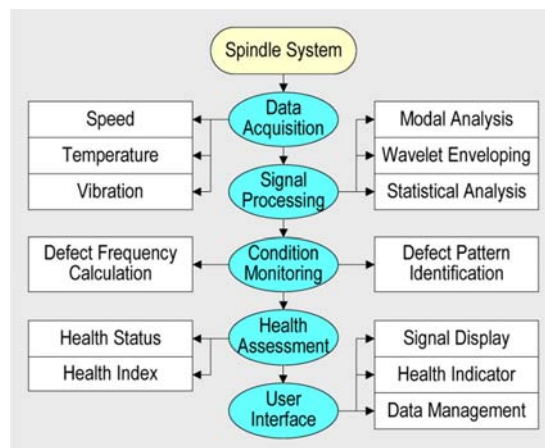 Spindle System
Data
Acquisition
Speed
Temperature
Vibration
Signal
Processing
Modal Analysis
Wavelet Enveloping
Statistical Analysis
Condition
Monitoring
Defect Frequency
Calculation
Defect Pattern
Identification
Health
Assessment
Health Status
Health Index
User
Interface
Signal Display
Health Indicator
Data Management